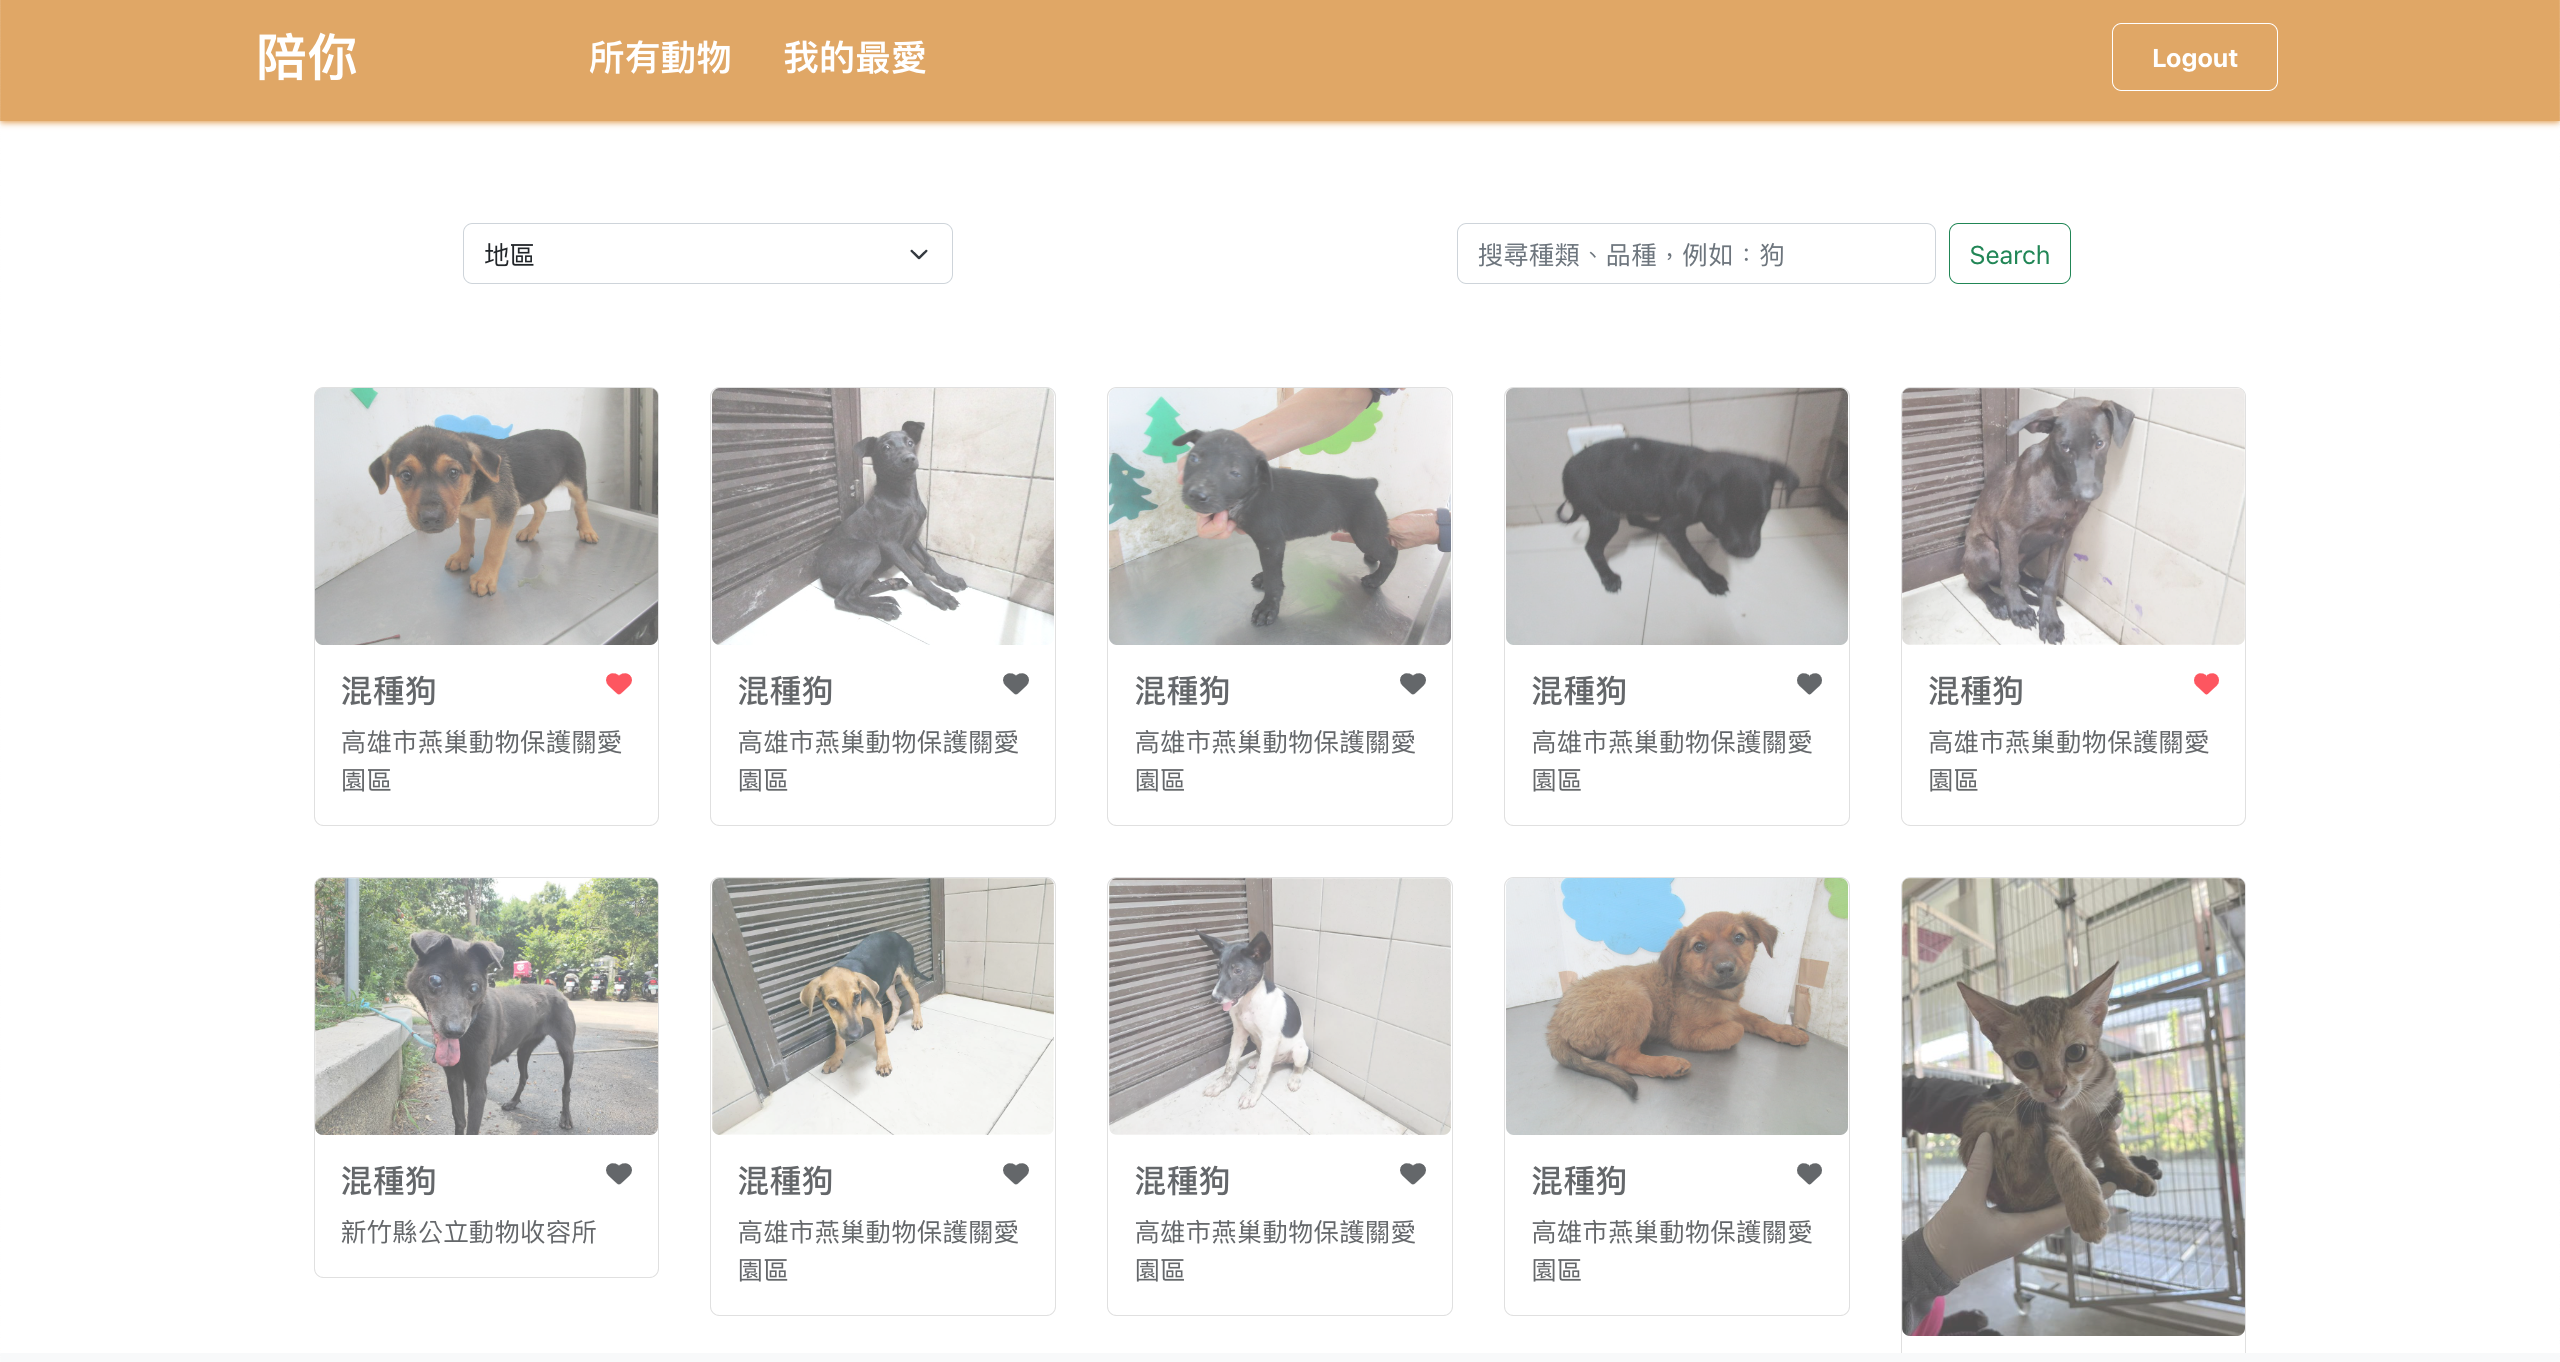 陪你
所有動物
我的最愛
Logout
地區
搜尋種類、品種，例如：狗
Search
混種狗
高雄市燕巢動物保護關愛
園區
混種狗
高雄市燕巢動物保護關愛
園區
混種狗
高雄市燕巢動物保護關愛
園區
混種狗
高雄市燕巢動物保護關愛
園區
混種狗
高雄市燕巢動物保護關愛
園區
混種狗
新竹縣公立動物收容所
混種狗
高雄市燕巢動物保護關愛
園區
混種狗
高雄市燕巢動物保護關愛
園區
混種狗
高雄市燕巢動物保護關愛
園區